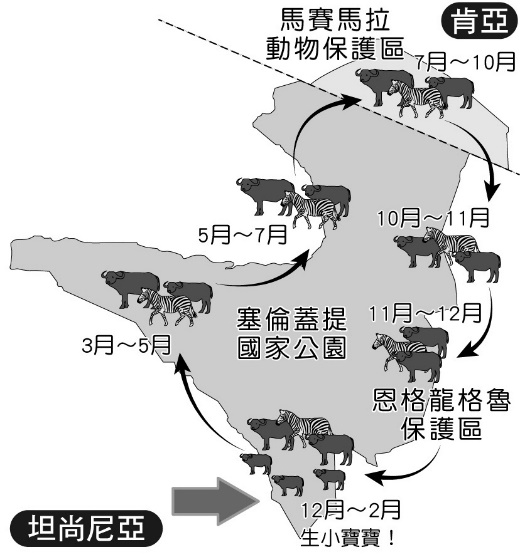 肯亞
馬賽馬拉
動物保護區
7月～10月
5月～7月
10月～11月
3月～5月
塞倫蓋提
國家公園
11月～12月
恩格龍格魯
保護區
12月～2月
生小寶寶！
坦尚尼亞